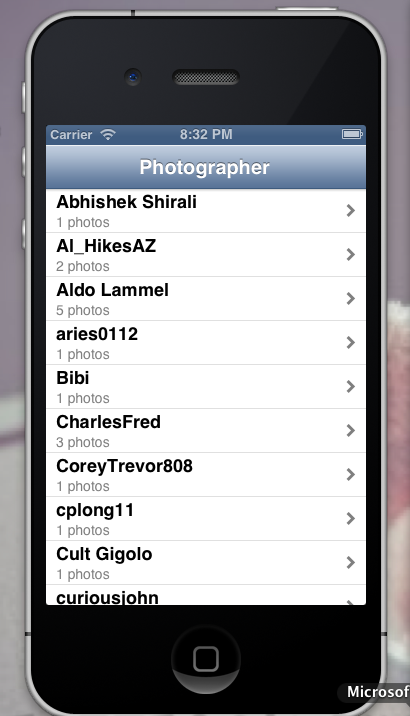 Carrier 8:32 PM
Photographer
Abhishek Shirali
1 photos
Al_HikesAZ
2 photos
Aldo Lammel
5 photos
aries0112
1 photos
Bibi
1 photos
CharlesFred
3 photos
CoreyTrevor808
1 photos
cplong11
1 photos
Cult Gigolo
1 photos
curiousjohn
Microsof